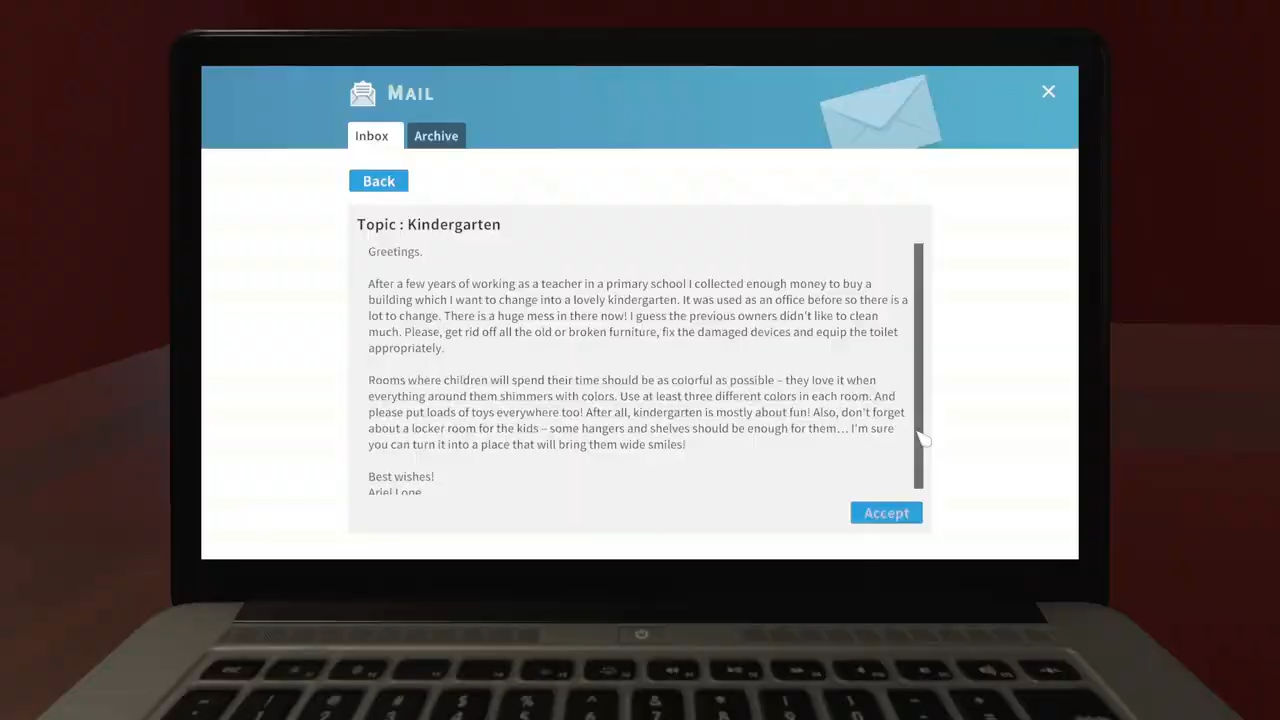 MAIL
Inbox
Archive
Back
Topic : Kindergarten
Greetings.
After a few years of working as a teacher in a primary school I collected enough money to buy a
building which I want to change into a lovely kindergarten. It was used as an office before so there is a
lot to change. There is a huge mess in there now! I guess the previous owners didn't like to clean
much. Please, get rid off all the old or broken furniture, fix the damaged devices and equip the toilet
appropriately.
Rooms where children will spend their time should be as colorful as possible – they love it when
everything around them shimmers with colors. Use at least three different colors in each room. And
please put loads of toys everywhere too! After all, kindergarten is mostly about fun! Also, don't forget
about a locker room for the kids – some hangers and shelves should be enough for them... I'm sure
you can turn it into a place that will bring them wide smiles!
Best wishes!
Ariel
Accept